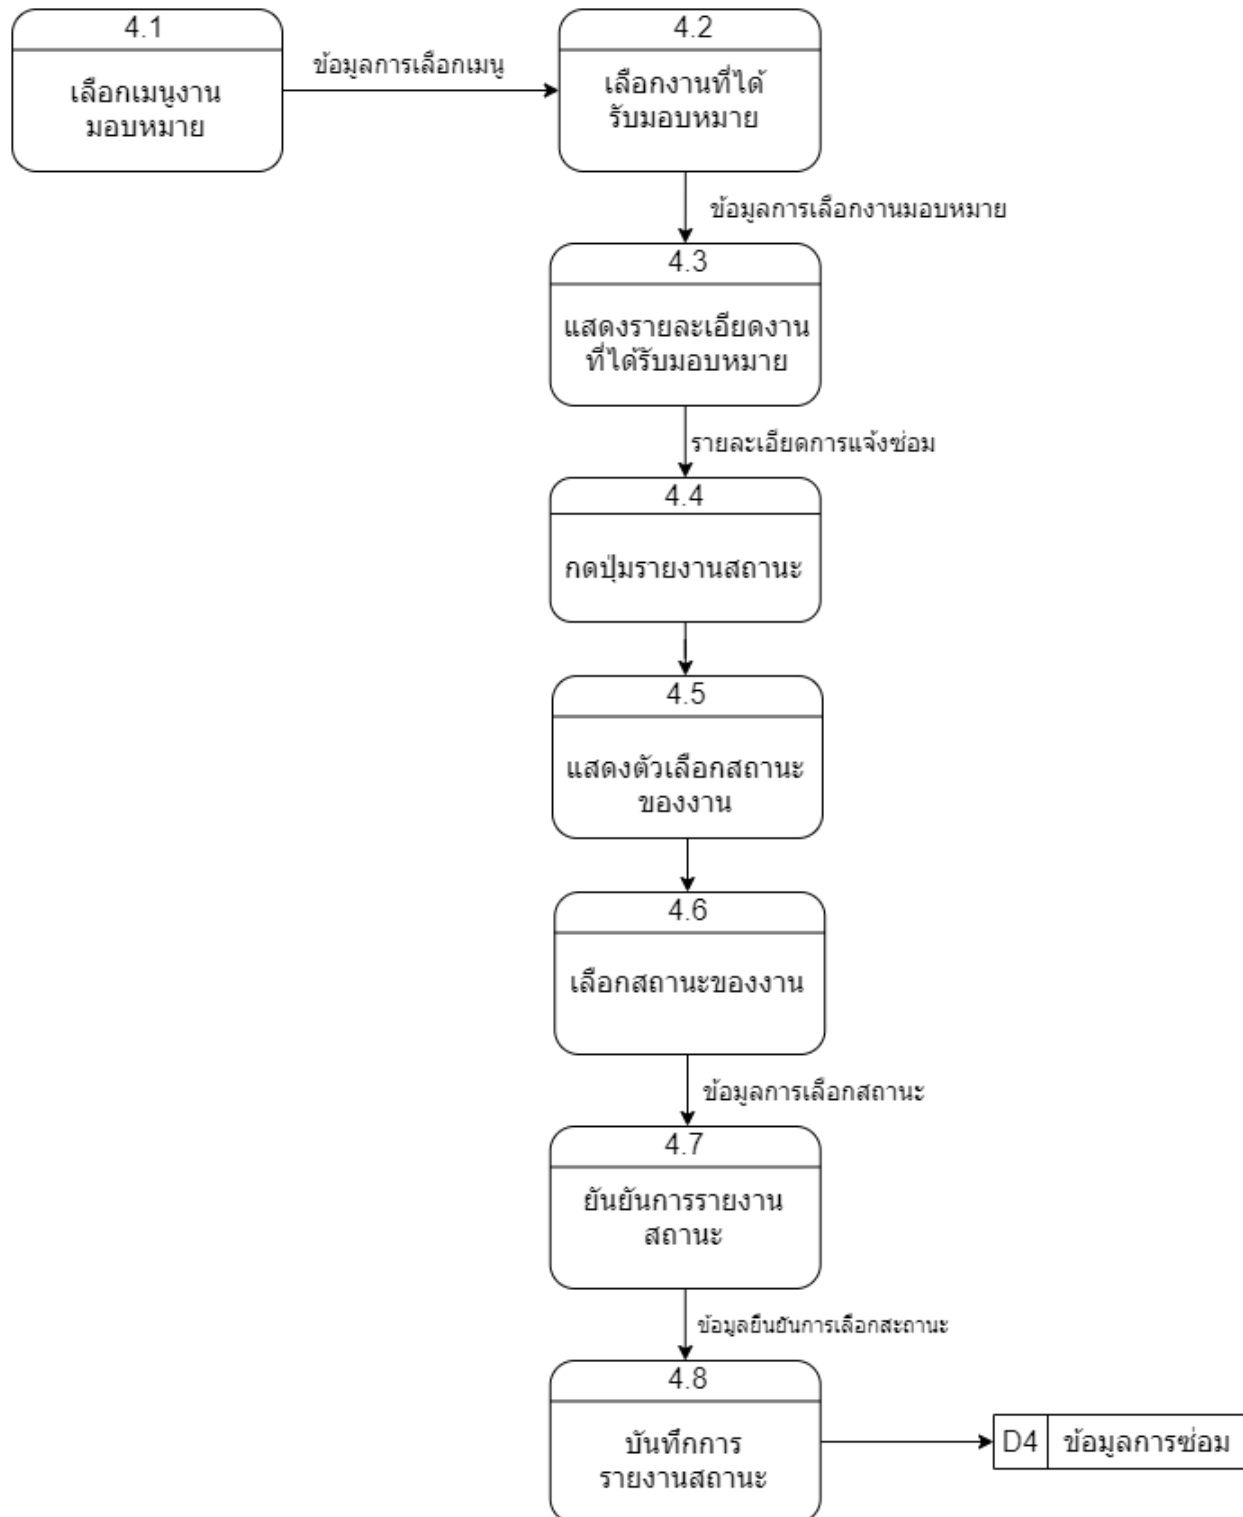 4.1
เลือกเมนูงาน
มอบหมาย
ข้อมูลการเลือกเมนู
4.2
เลือกงานที่ได้
รับมอบหมาย
ข้อมูลการเลือกงานมอบหมาย
4.3
แสดงรายละเอียดงาน
ที่ได้รับมอบหมาย
รายละเอียดการแจ้งซ่อม
4.4
กดปุ่มรายงานสถานะ
4.5
แสดงตัวเลือกสถานะ
ของงาน
4.6
เลือกสถานะของงาน
ข้อมูลการเลือกสถานะ
4.7
ยันยันการรายงาน
สถานะ
ข้อมูลยืนยันการเลือกสะถานะ
4.8
บันทึกการ
รายงานสถานะ
D4 ข้อมูลการซ่อม